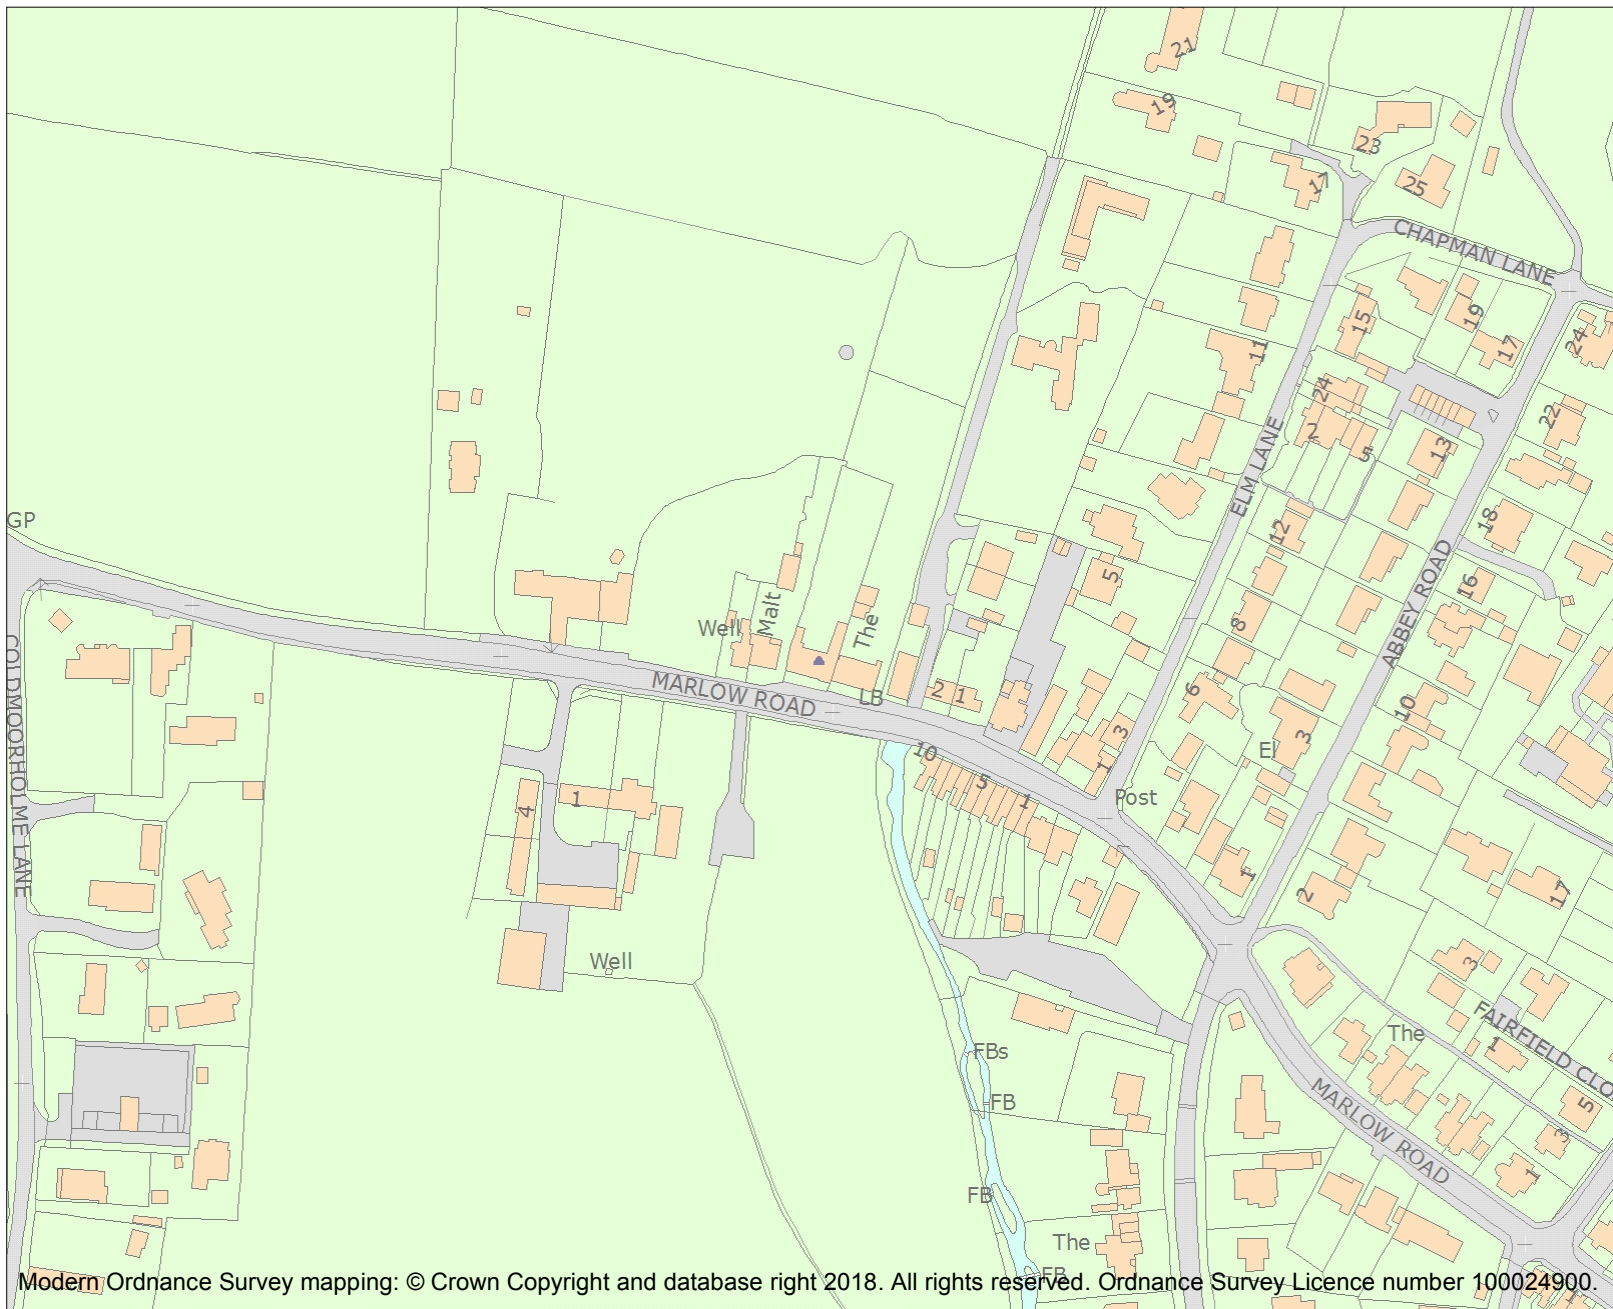 21
19
23
17
25
CHAPMAN LANE
15
19
17
24
11
24
2
5
22
13
ELM LANE
GP
18
12
5
ABBEY ROAD
16
Well
Malt
The
8
COLDMOORHOLME LANE
MARLOW ROAD
LB
2
1
6
10
3
1
3
El
10
5
1
Post
4
1
1
2
17
Well
3
FAIRFIELD CLO
The
1
FBs
FB
MARLOW ROAD
5
3
1
FB
The
FB
1
Modern Ordnance Survey mapping: © Crown Copyright and database right 2018. All rights reserved. Ordnance Survey Licence number 100024900.